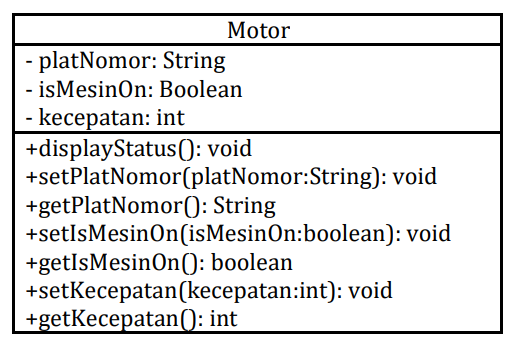 Motor
- platNomor: String
- isMesinOn: Boolean
- kecepatan: int
+displayStatus(): void
+setPlatNomor(platNomor:String): void
+getPlatNomor(): String
+setIsMesinOn(isMesinOn:boolean): void
+getIsMesinOn(): boolean
+setKecepatan(kecepatan:int): void
+getKecepatan(): int